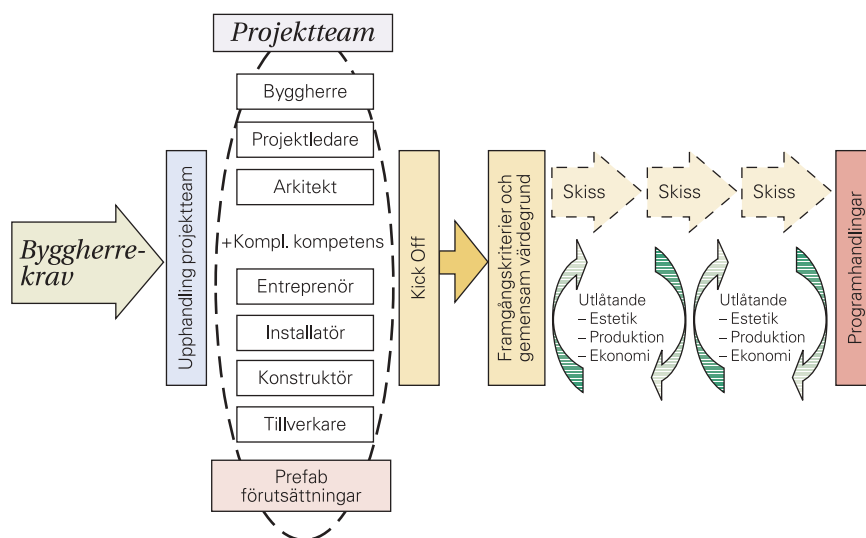 Projektteam
Byggherre
Projektledare
Arkitekt
+Kompl. kompetens
Entreprenör
Installatör
Konstruktör
Tillverkare
Prefab
förutsättningar
Byggherre-
krav
Upphandling projektteam
Kick Off
Framgångskriterier och
gemensam värdegrund
Skiss
Skiss
Skiss
Utlåtande
– Estetik
– Produktion
– Ekonomi
Utlåtande
– Estetik
– Produktion
– Ekonomi
Programhandlingar